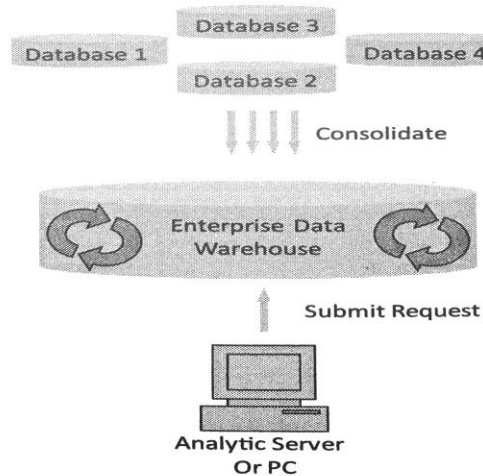 Database 3
Database 1
Database 4
Database 2
Consolidate
Enterprise Data
Warehouse
Submit Request
Analytic Server
Or PC